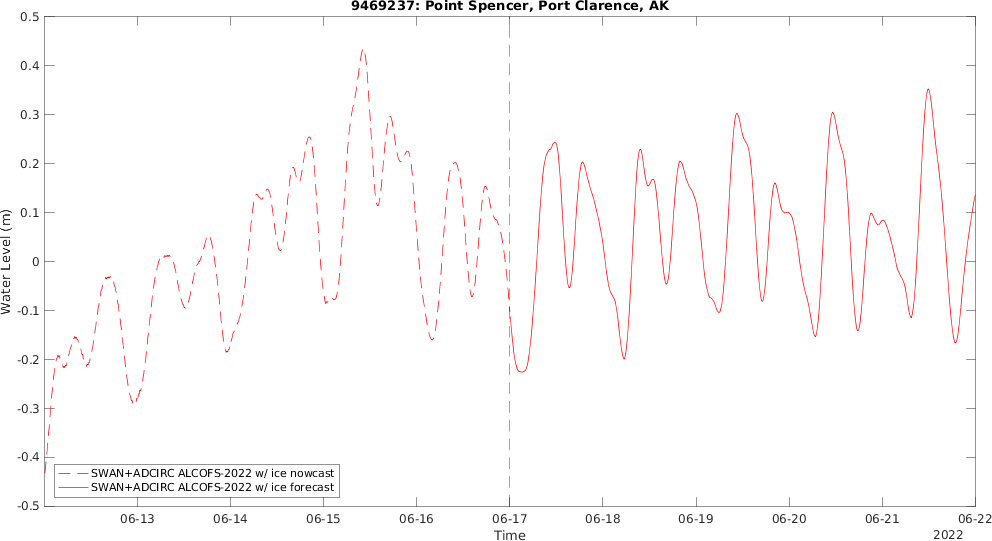 9469237: Point Spencer, Port Clarence, AK
0.5
0.4
0.3
0.2
0.1
0
-0.1
-0.2
-0.3
-0.4
-0.5
Water Level (m)
SWAN+ADCIRC ALCOFS-2022 w/ ice nowcast
SWAN+ADCIRC ALCOFS-2022 w/ ice forecast
06-13 06-14 06-15 06-16 06-17 06-18 06-19 06-20 06-21 06-22
Time
2022